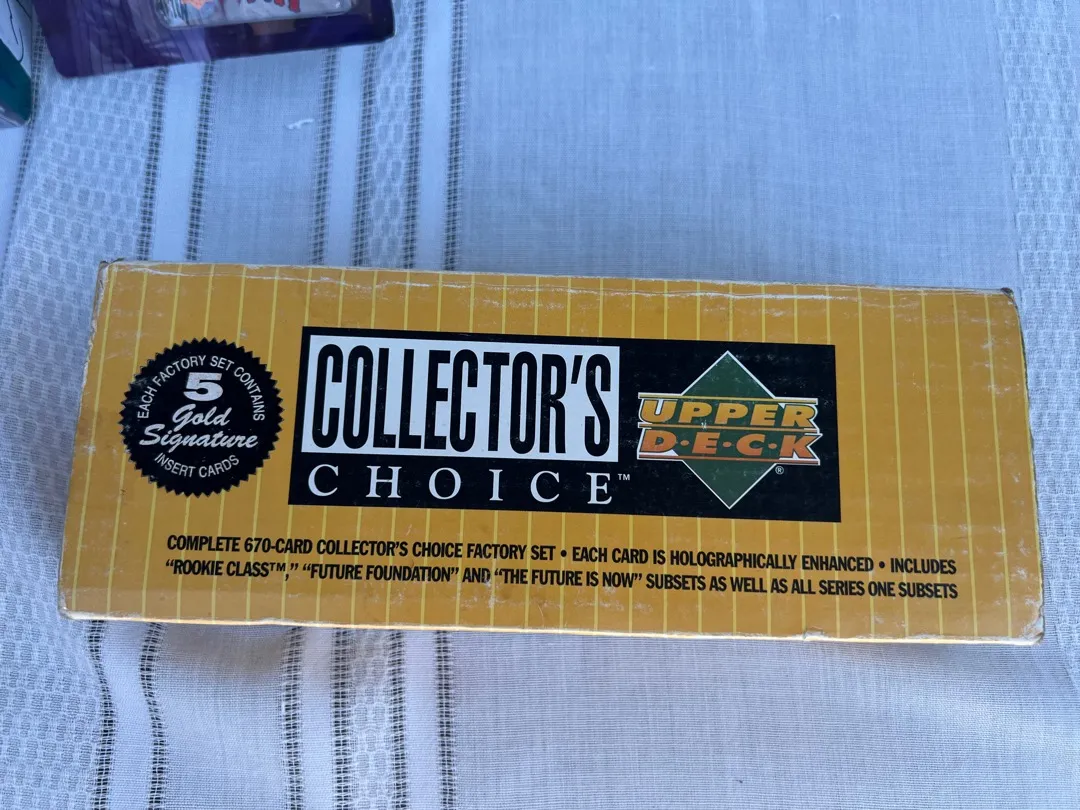 EACH FACTORY SET CONTAINS
5
Gold
Signature
INSERT CARDS
COLLECTOR'S
CHOICE™
UPPER
D·E·C·K
®
COMPLETE 670-CARD COLLECTOR'S CHOICE FACTORY SET • EACH CARD IS HOLOGRAPHICALLY ENHANCED • INCLUDES
"ROOKIE CLASS™," "FUTURE FOUNDATION" AND "THE FUTURE IS NOW" SUBSETS AS WELL AS ALL SERIES ONE SUBSETS